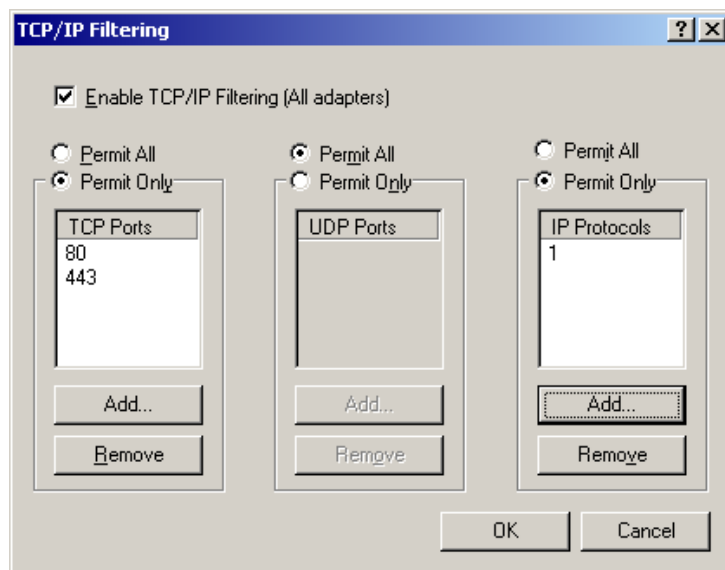 TCP/IP Filtering
Enable TCP/IP Filtering (All adapters)
Permit All
Permit Only
TCP Ports
80
443
Add...
Remove
Permit All
Permit Only
UDP Ports
Add...
Remove
Permit All
Permit Only
IP Protocols
1
Add...
Remove
OK
Cancel